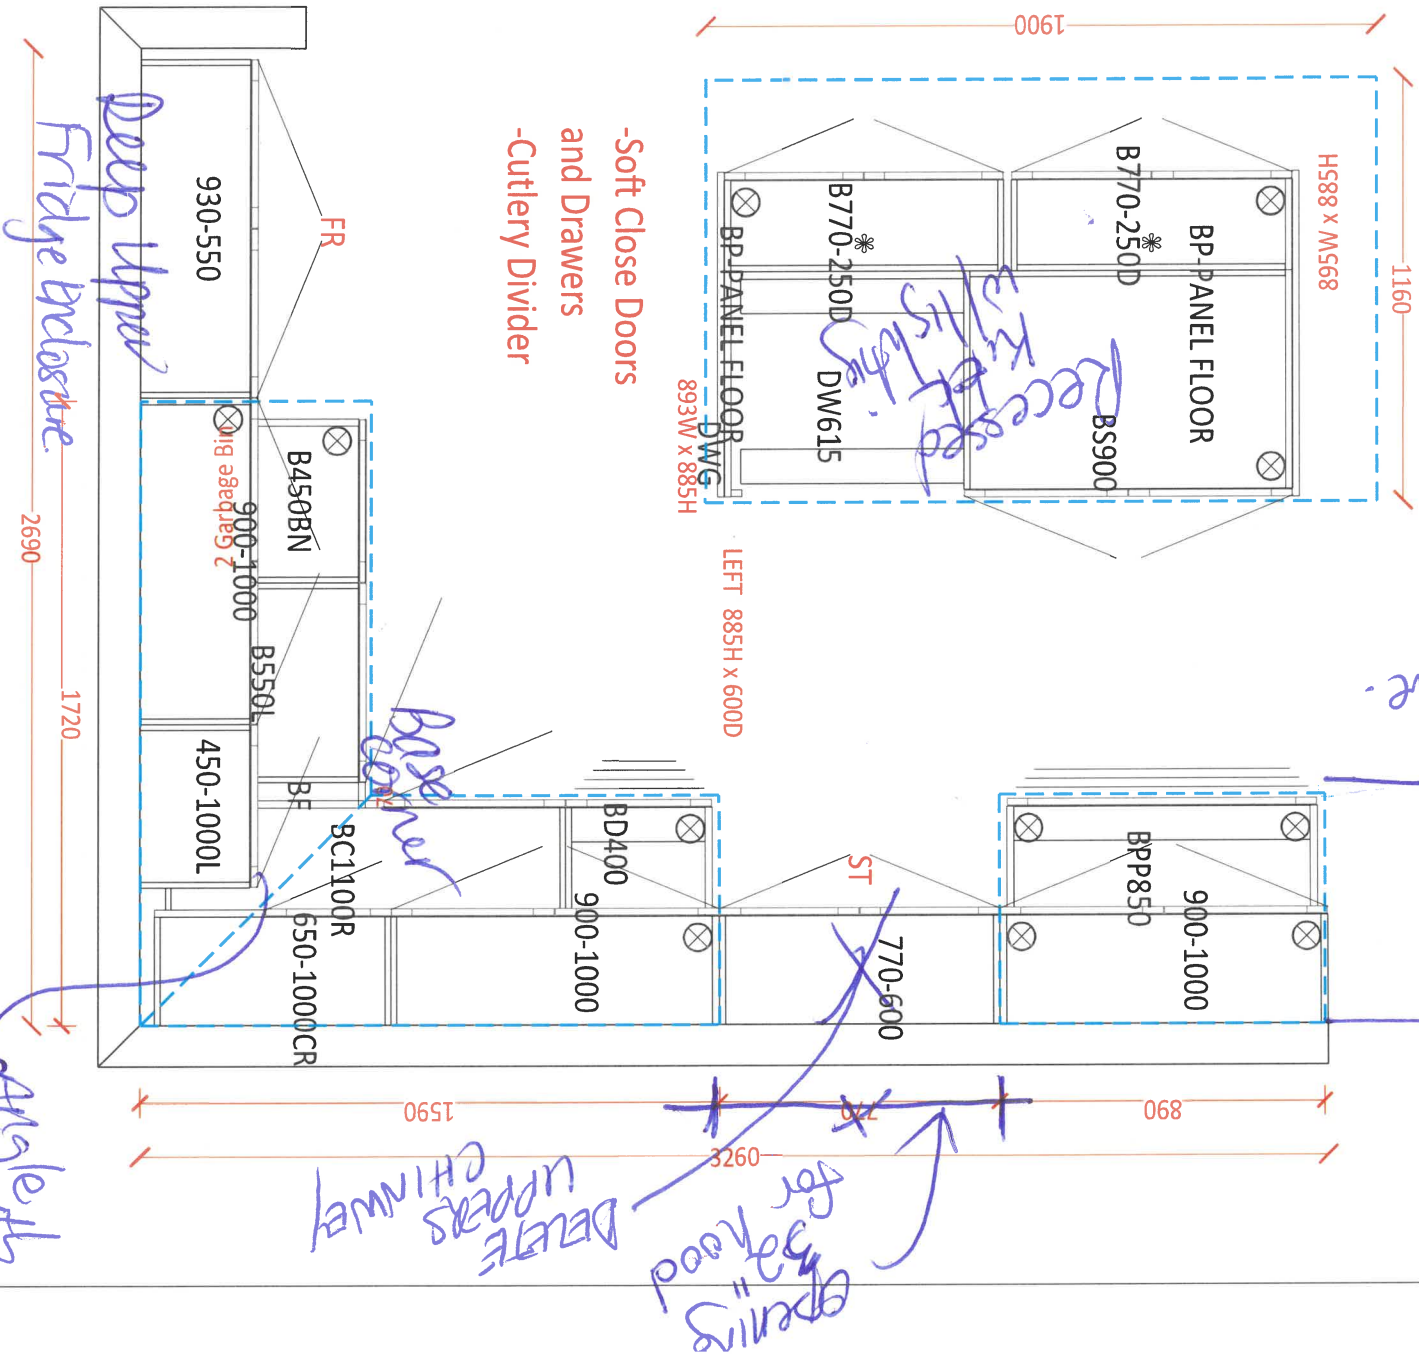 1900
1160
895W x 885H
B770-250D
BP-PANEL FLOOR
B770-250D
BP-PANEL FLOOR
BS900
DW615
DWG
893W x 885H
LEFT 885H x 600D
Recessed
Kick
w/lighting
-Soft Close Doors
and Drawers
-Cutlery Divider
FR
930-550
Deep Upper
Fridge Enclosure
B450BN
2 Garbage Bin
900-1000
B550L
450-1000L
BF
2690
1720
Base
corner
BC1100R
650-1000CR
BD400
900-1000
ST
770-600
BPP850
900-1000
1590
770
890
3260
DELETE
UPPERS
CHIMNEY
opening
32"
for hood